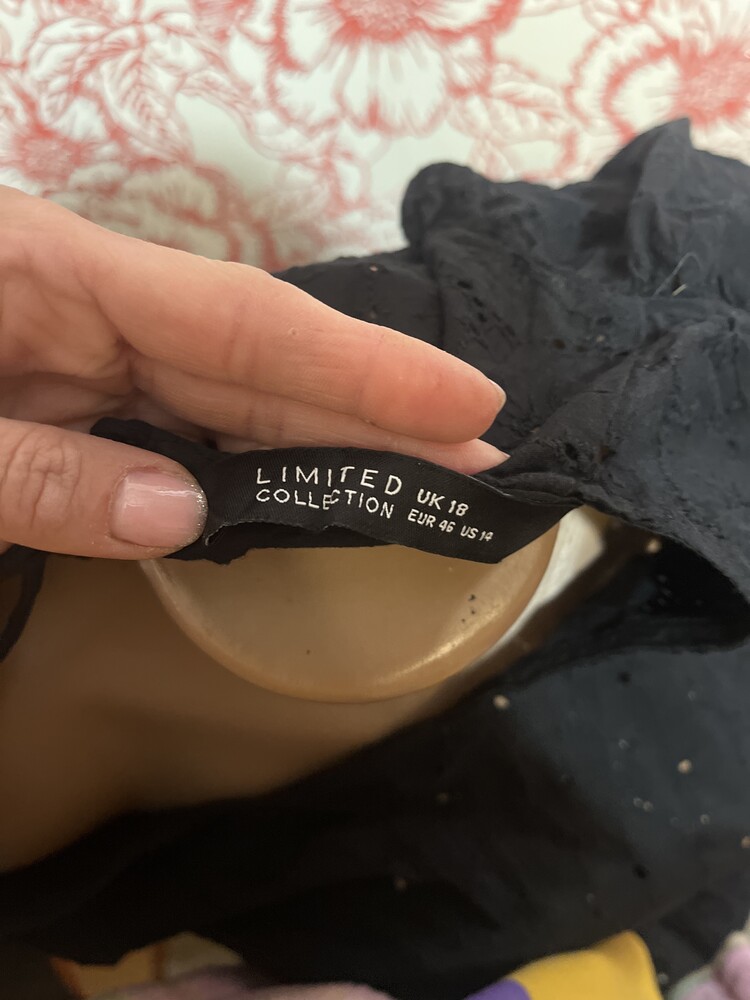 LIMITED
COLLECTION
UK 18
EUR 46 US 14